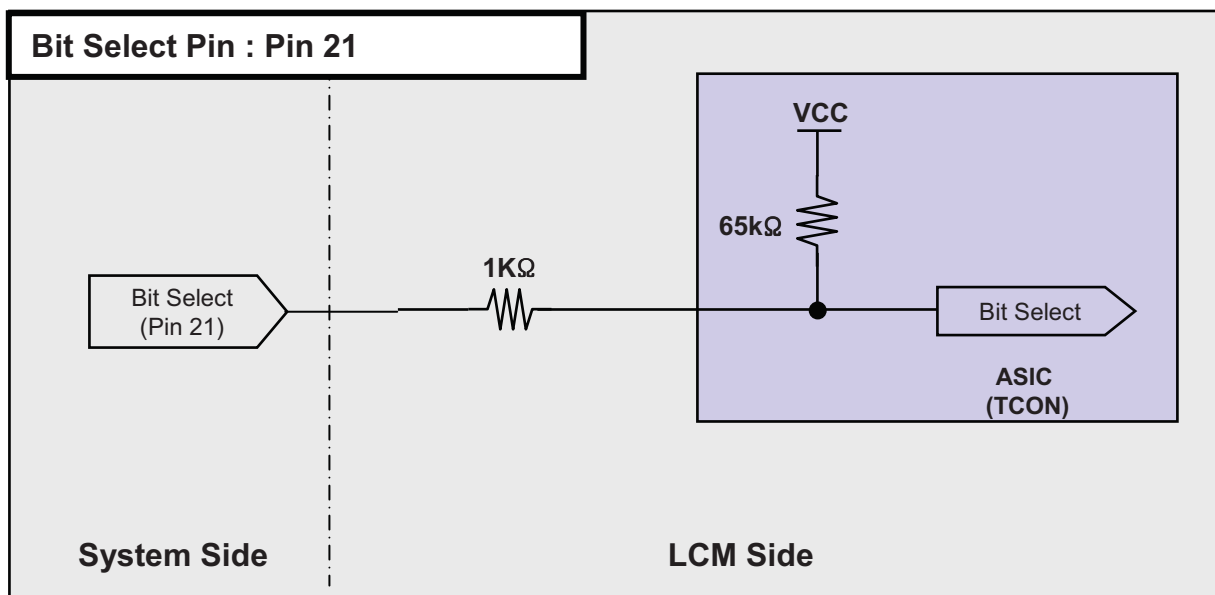 Bit Select Pin : Pin 21
VCC
65kΩ
1KΩ
Bit Select
(Pin 21)
Bit Select
ASIC
(TCON)
System Side
LCM Side